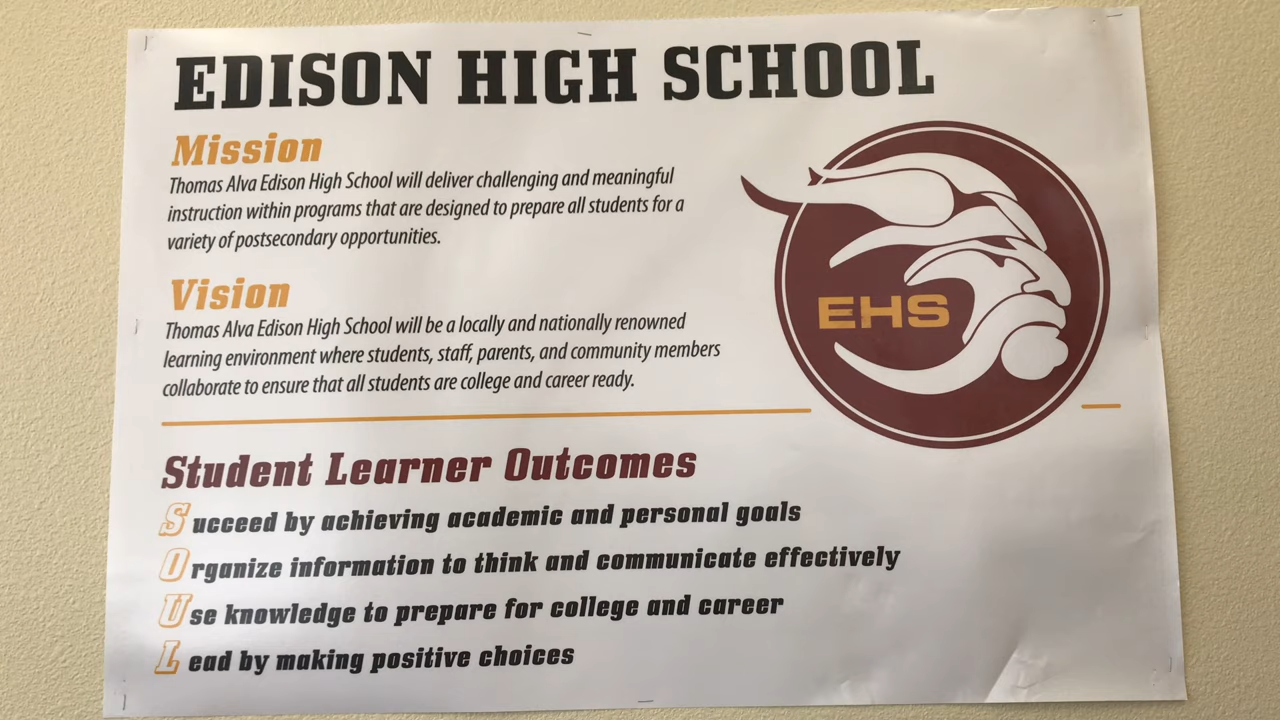 EDISON HIGH SCHOOL
Mission
Thomas Alva Edison High School will deliver challenging and meaningful
instruction within programs that are designed to prepare all students for a
variety of postsecondary opportunities.
Vision
Thomas Alva Edison High School will be a locally and nationally renowned
learning environment where students, staff, parents, and community members
collaborate to ensure that all students are college and career ready.
EHS
Student Learner Outcomes
Succeed by achieving academic and personal goals
Organize information to think and communicate effectively
Use knowledge to prepare for college and career
Lead by making positive choices